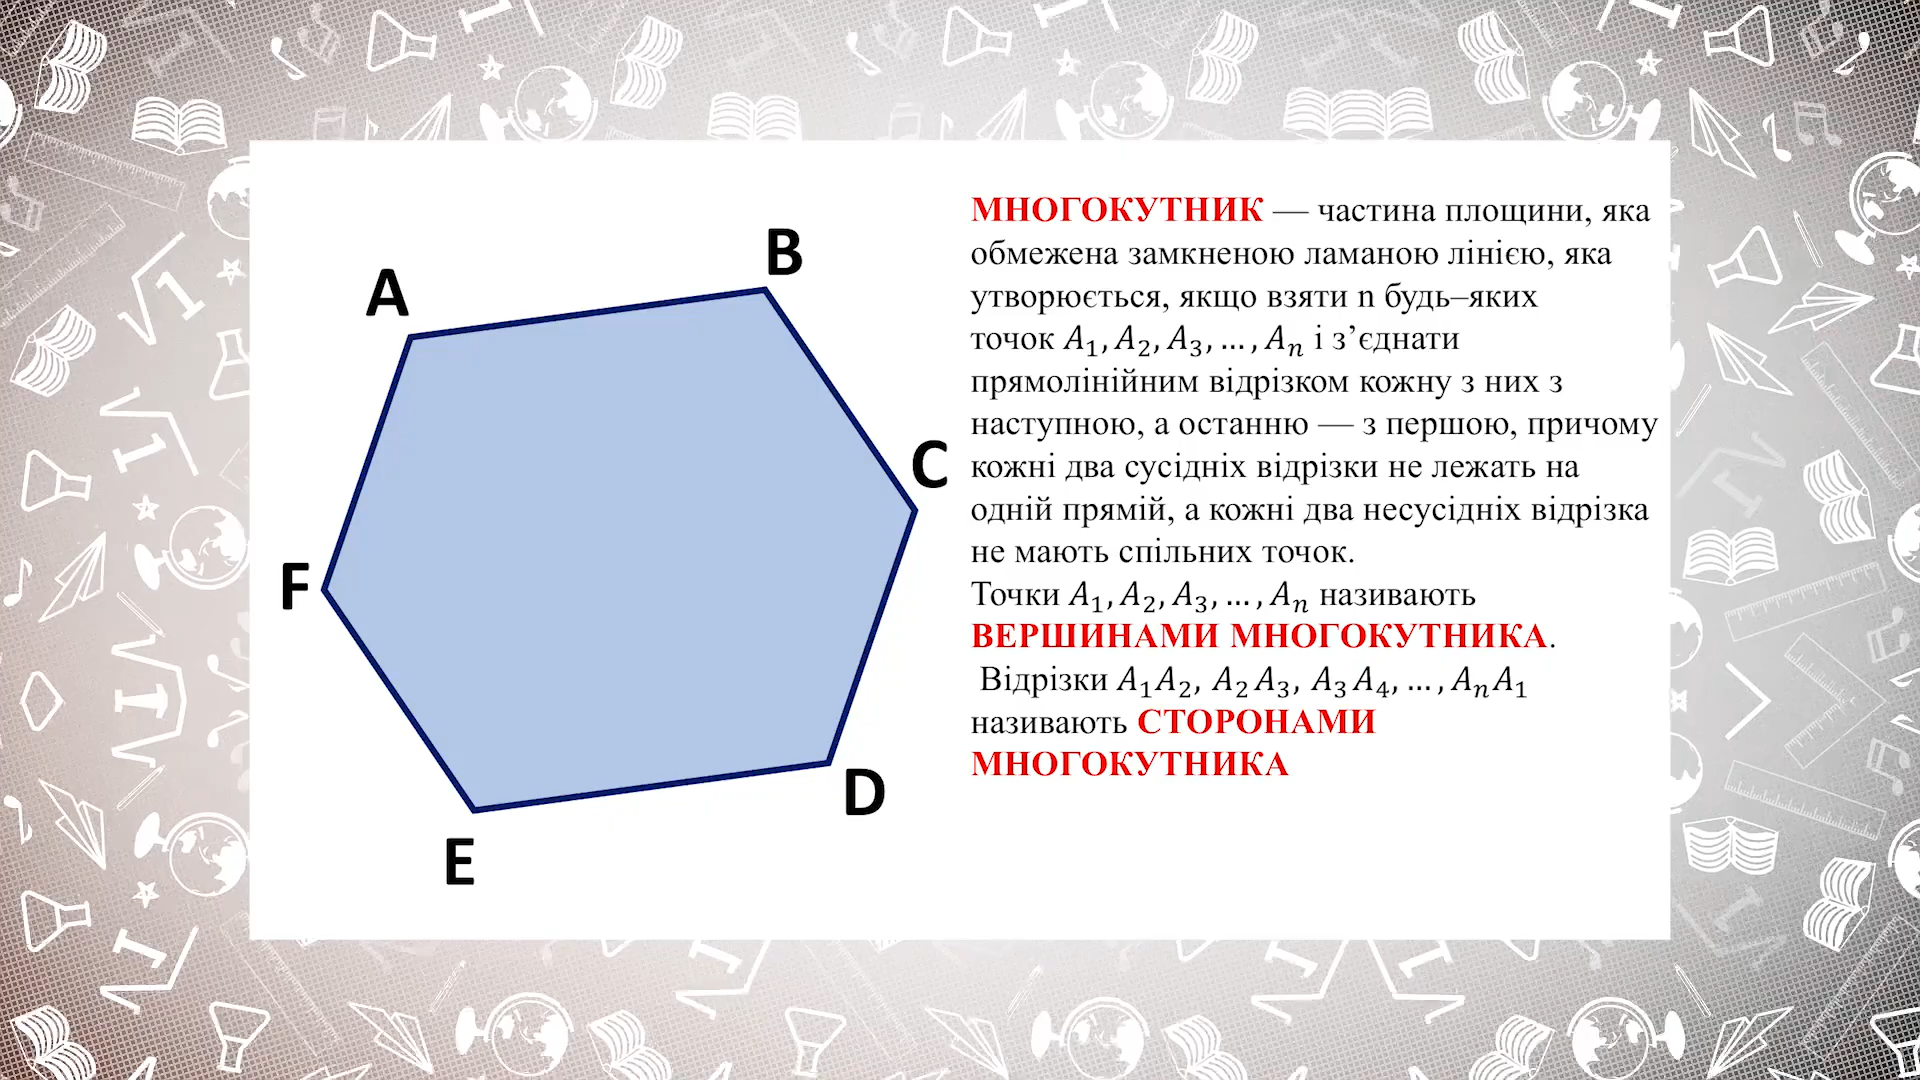 A
B
C
D
E
F
МНОГОКУТНИК — частина площини, яка
обмежена замкненою ламаною лінією, яка
утворюється, якщо взяти n будь–яких
точок A₁, A₂, A₃, … , Aₙ і з’єднати
прямолінійним відрізком кожну з них з
наступною, а останню — з першою, причому
кожні два сусідніх відрізки не лежать на
одній прямій, а кожні два несусідніх відрізка
не мають спільних точок.
Точки A₁, A₂, A₃, … , Aₙ називають
ВЕРШИНАМИ МНОГОКУТНИКА.
Відрізки A₁A₂, A₂A₃, A₃A₄, … , AₙA₁
називають СТОРОНАМИ
МНОГОКУТНИКА